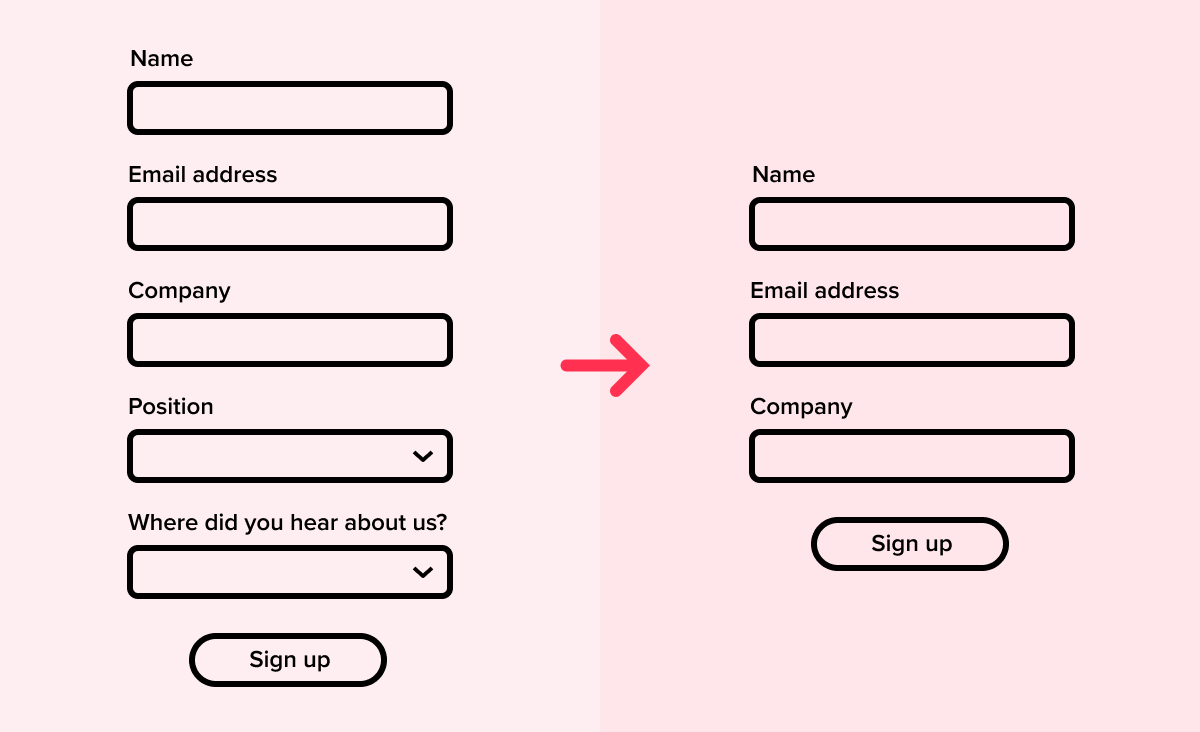 Name
Email address
Company
Position
Where did you hear about us?
Sign up
Name
Email address
Company
Sign up